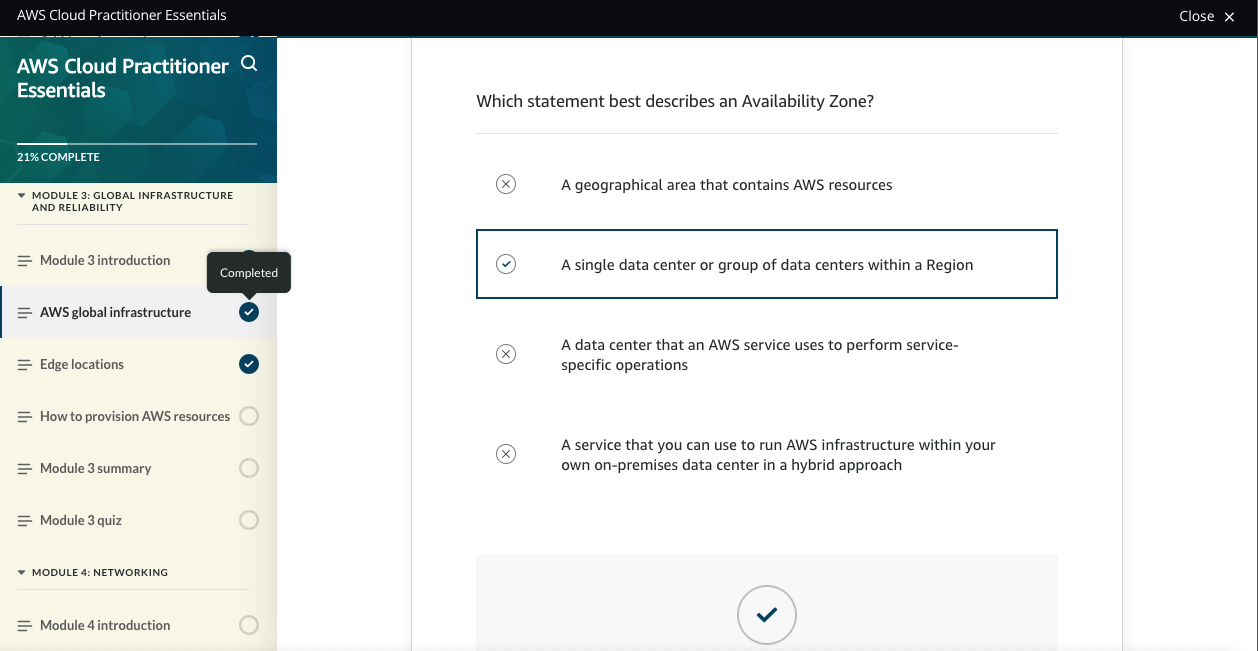 AWS Cloud Practitioner Essentials
Close
AWS Cloud Practitioner
Essentials
21% COMPLETE
MODULE 3: GLOBAL INFRASTRUCTURE
AND RELIABILITY
Module 3 introduction
Completed
AWS global infrastructure
Edge locations
How to provision AWS resources
Module 3 summary
Module 3 quiz
MODULE 4: NETWORKING
Module 4 introduction
Which statement best describes an Availability Zone?
A geographical area that contains AWS resources
A single data center or group of data centers within a Region
A data center that an AWS service uses to perform service-
specific operations
A service that you can use to run AWS infrastructure within your
own on-premises data center in a hybrid approach